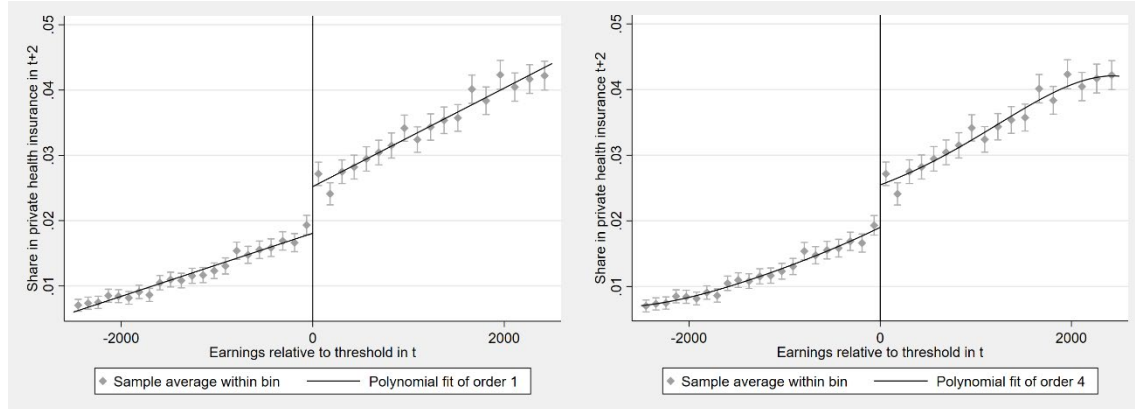 Share in private health insurance in t+2
.05
.04
.03
.02
.01
-2000
0
2000
Earnings relative to threshold in t
Sample average within bin
Polynomial fit of order 1
Share in private health insurance t+2
.05
.04
.03
.02
.01
-2000
0
2000
Earnings relative to threshold in t
Sample average within bin
Polynomial fit of order 4